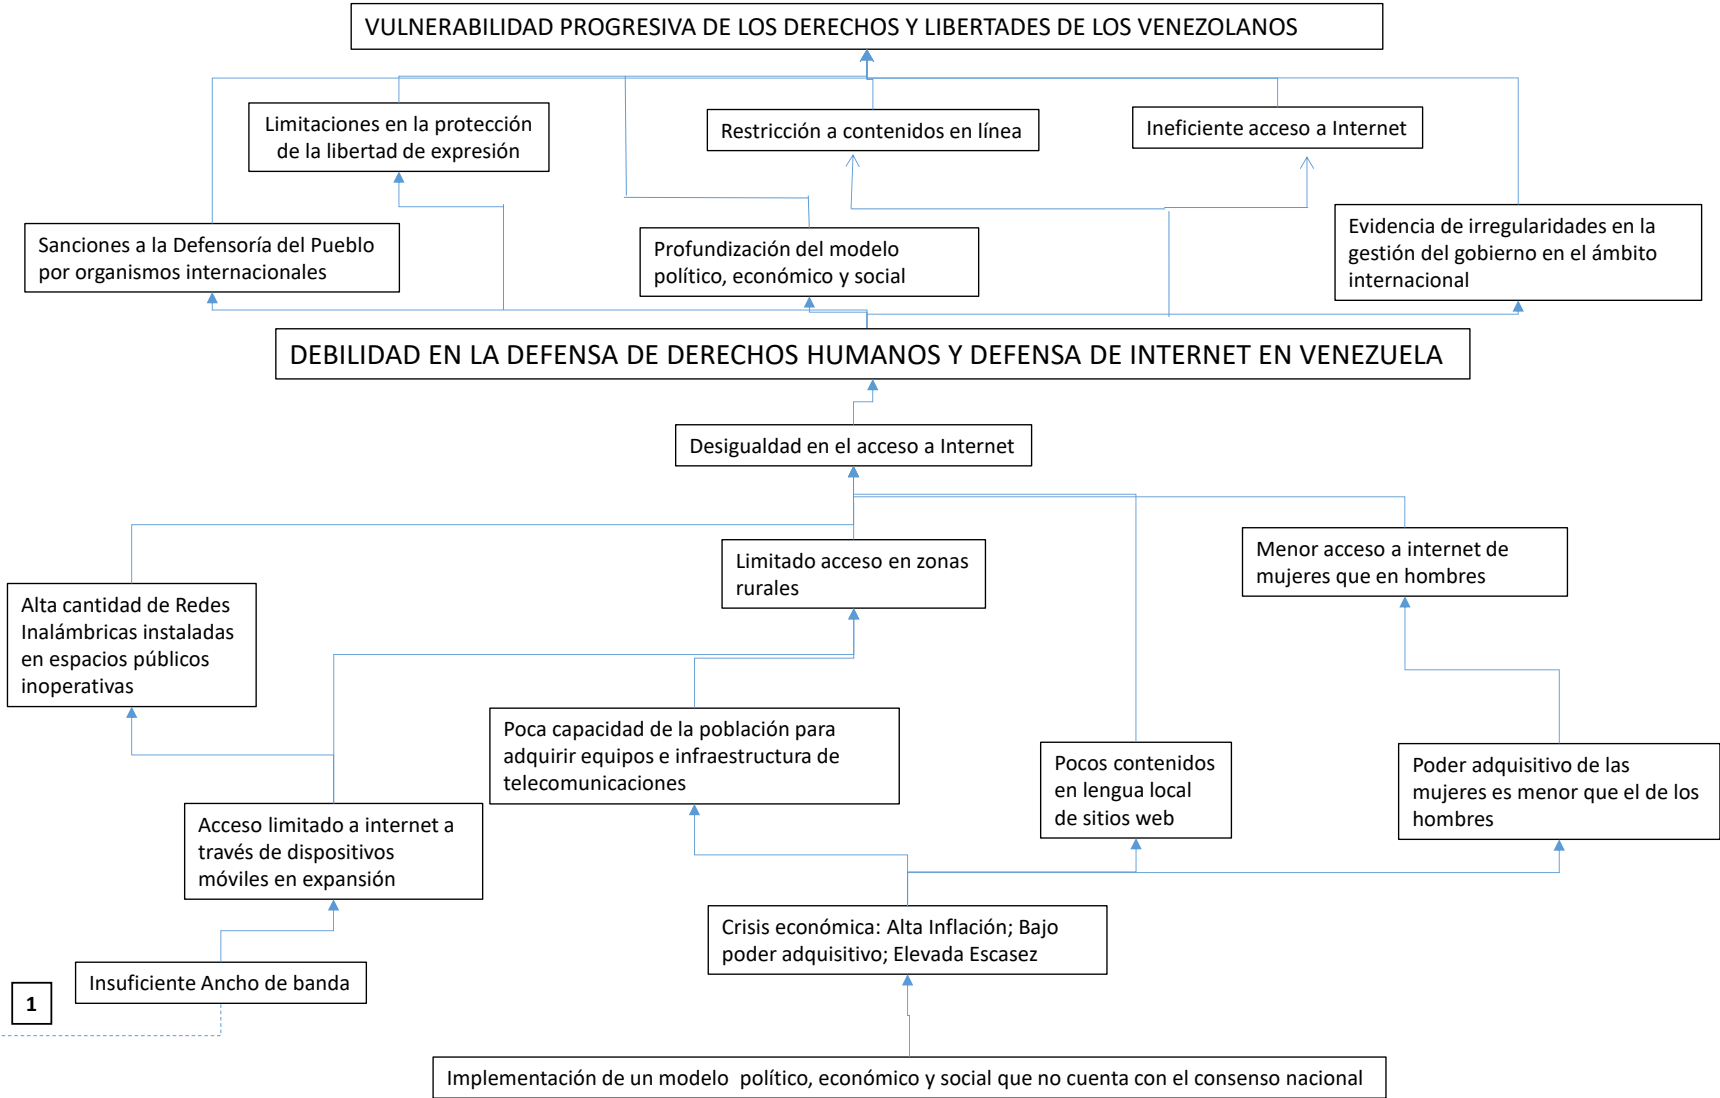 VULNERABILIDAD PROGRESIVA DE LOS DERECHOS Y LIBERTADES DE LOS VENEZOLANOS
Limitaciones en la protección
de la libertad de expresión
Restricción a contenidos en línea
Ineficiente acceso a Internet
Sanciones a la Defensoría del Pueblo
por organismos internacionales
Profundización del modelo
político, económico y social
Evidencia de irregularidades en la
gestión del gobierno en el ámbito
internacional
DEBILIDAD EN LA DEFENSA DE DERECHOS HUMANOS Y DEFENSA DE INTERNET EN VENEZUELA
Desigualdad en el acceso a Internet
Alta cantidad de Redes
Inalámbricas instaladas
en espacios públicos
inoperativas
Limitado acceso en zonas
rurales
Menor acceso a internet de
mujeres que en hombres
Poca capacidad de la población para
adquirir equipos e infraestructura de
telecomunicaciones
Pocos contenidos
en lengua local
de sitios web
Poder adquisitivo de las
mujeres es menor que el de los
hombres
Acceso limitado a internet a
través de dispositivos
móviles en expansión
Crisis económica: Alta Inflación; Bajo
poder adquisitivo; Elevada Escasez
Insuficiente Ancho de banda
1
Implementación de un modelo político, económico y social que no cuenta con el consenso nacional